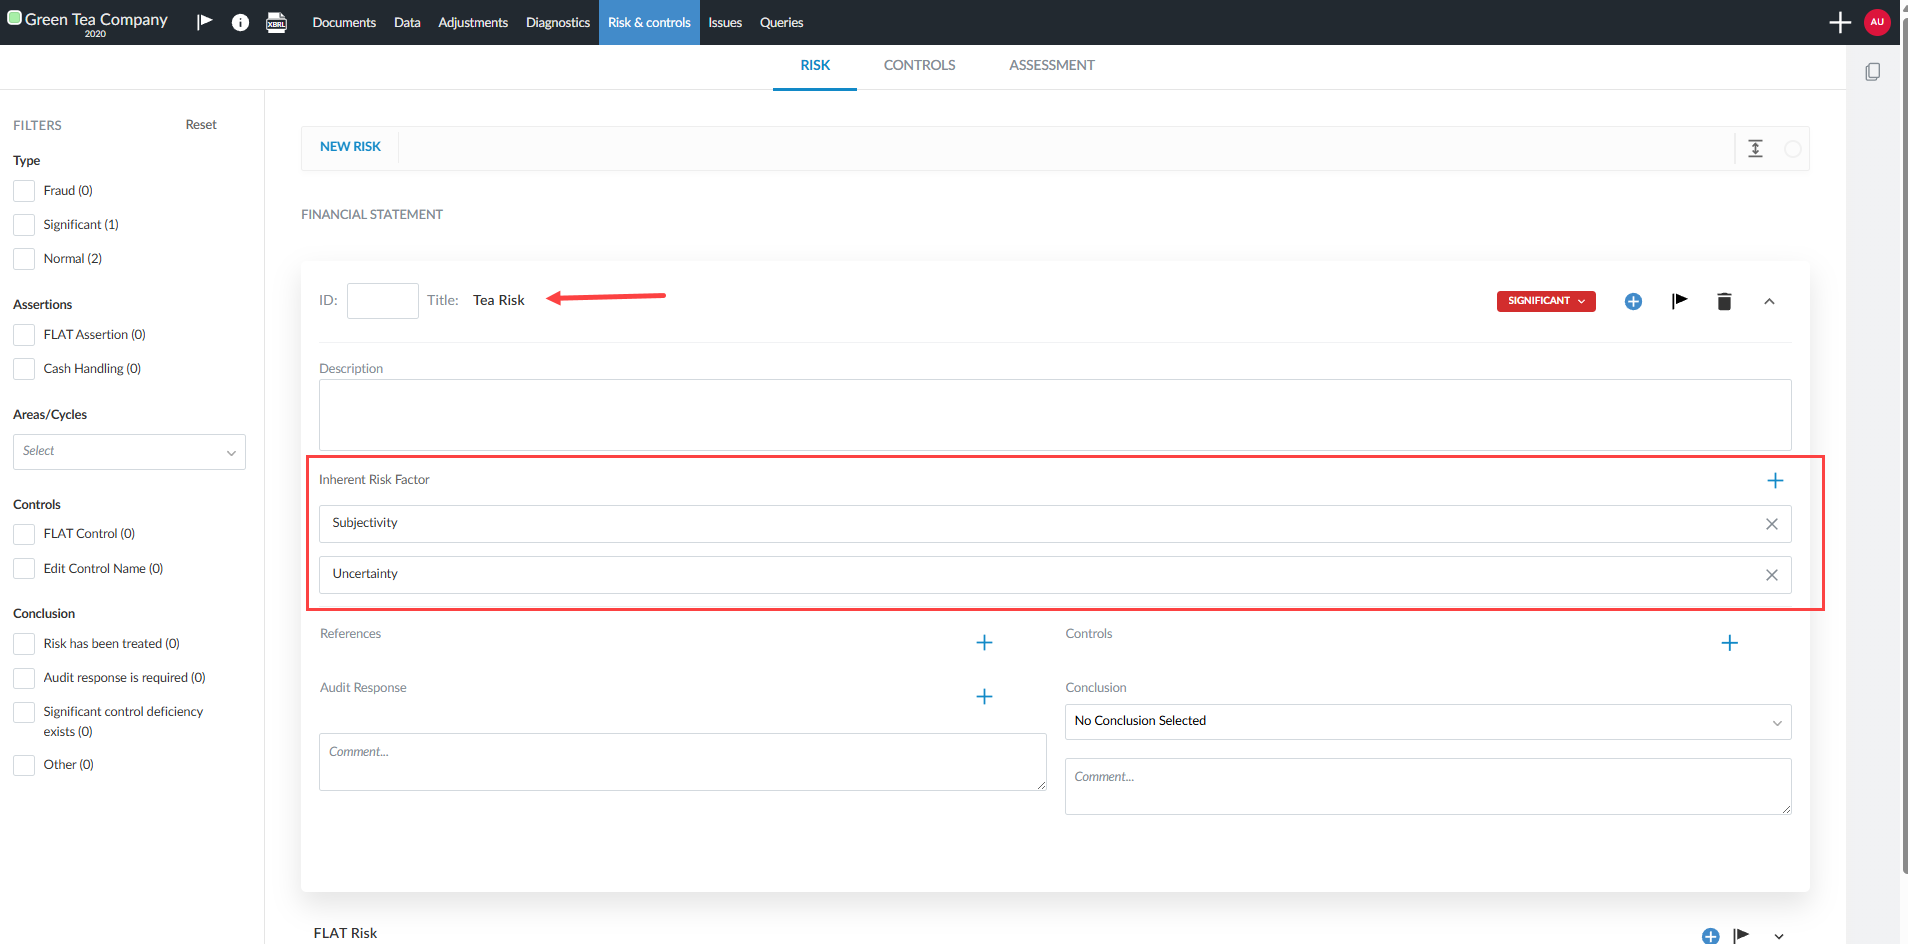 Green Tea Company
2020
XBRL
Documents
Data
Adjustments
Diagnostics
Risk & controls
Issues
Queries
AU
RISK
CONTROLS
ASSESSMENT
FILTERS
Reset
Type
Fraud (0)
Significant (1)
Normal (2)
Assertions
FLAT Assertion (0)
Cash Handling (0)
Areas/Cycles
Select
Controls
FLAT Control (0)
Edit Control Name (0)
Conclusion
Risk has been treated (0)
Audit response is required (0)
Significant control deficiency
exists (0)
Other (0)
NEW RISK
FINANCIAL STATEMENT
ID:
Title: Tea Risk
SIGNIFICANT
Description
Inherent Risk Factor
Subjectivity
Uncertainty
References
Controls
Audit Response
Conclusion
No Conclusion Selected
Comment...
Comment...
FLAT Risk